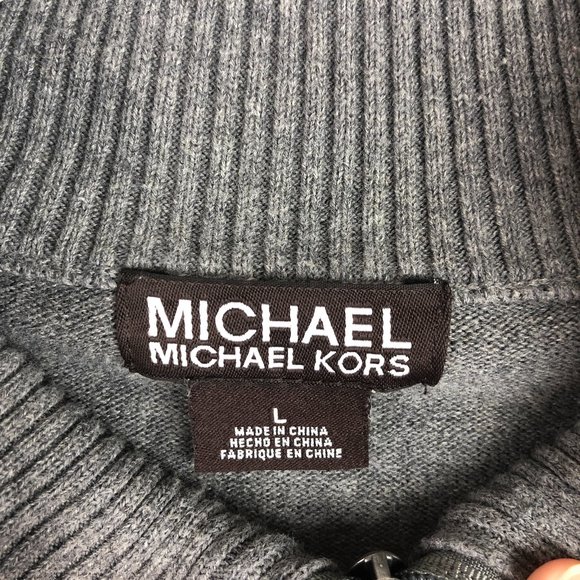 MICHAEL
MICHAEL KORS
L
MADE IN CHINA
HECHO EN CHINA
FABRIQUE EN CHINE